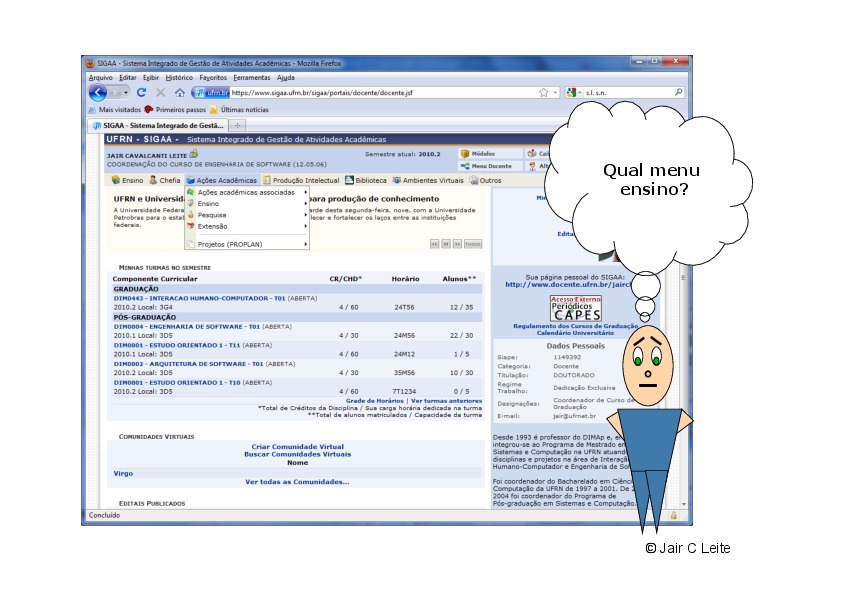 SIGAA - Sistema Integrado de Gestão de Atividades Acadêmicas - Mozilla Firefox
Arquivo Editar Exibir Histórico Favoritos Ferramentas Ajuda
ufrn.br https://www.sigaa.ufrn.br/sigaa/portais/docente/docente.jsf
s.l. s.n.
Mais visitados Primeiros passos Últimas notícias
SIGAA - Sistema Integrado de Gestã...
UFRN - SIGAA - Sistema Integrado de Gestão de Atividades Acadêmicas
JAIR CAVALCANTI LEITE Semestre atual: 2010.2 Módulos
COORDENAÇÃO DO CURSO DE ENGENHARIA DE SOFTWARE (12.05.06) Menu Docente
Ensino Chefia Ações Acadêmicas Produção Intelectual Biblioteca Ambientes Virtuais Outros
Ações acadêmicas associadas
Ensino
Pesquisa
Extensão
Projetos (PROPLAN)
UFRN e Universid para produção de conhecimento
A Universidade Federa rde desta segunda-feira, nove, com a Universidade
Petrobras para o estab lecer e fortalecer os laços entre as instituições
federais.
Qual menu
ensino?
MINHAS TURMAS NO SEMESTRE
Componente Curricular CR/CHD* Horário Alunos**
GRADUAÇÃO
DIM0443 - INTERACAO HUMANO-COMPUTADOR - T01 (ABERTA)
2010.2 Local: 3G4 4 / 60 24T56 12 / 35
PÓS-GRADUAÇÃO
DIM0804 - ENGENHARIA DE SOFTWARE - T01 (ABERTA)
2010.1 Local: 3D5 4 / 30 24M56 22 / 30
DIM0801 - ESTUDO ORIENTADO 1 - T11 (ABERTA)
2010.1 Local: 3D5 4 / 60 24M12 1 / 5
DIM0802 - ARQUITETURA DE SOFTWARE - T01 (ABERTA)
2010.2 Local: 3D5 4 / 30 35M56 10 / 30
DIM0801 - ESTUDO ORIENTADO 1 - T10 (ABERTA)
2010.2 Local: 3D5 4 / 60 7T1234 0 / 5
Grade de Horários | Ver turmas anteriores
*Total de Créditos da Disciplina / Sua carga horária dedicada na turma
**Total de alunos matriculados / Capacidade da turma
COMUNIDADES VIRTUAIS
Criar Comunidade Virtual
Buscar Comunidades Virtuais
Nome
Virgo
Ver todas as Comunidades...
EDITAIS PUBLICADOS
Edita
Sua página pessoal do SIGAA:
http://www.docente.ufrn.br/jairc
Acesso Externo
Periódicos
CAPES
Regulamento dos Cursos de Graduação
Calendário Universitário
Dados Pessoais
Siape: 1149392
Categoria: Docente
Titulação: DOUTORADO
Regime
Trabalho: Dedicação Exclusiva
Designações: Coordenador de Curso de
Graduação
E-mail: jair@ufrnet.br
Desde 1993 é professor do DIMAp e, e
integrou-se ao Programa de Mestrado e
Sistemas e Computação na UFRN atuand
disciplinas e projetos na área de Interaç
Humano-Computador e Engenharia de Sof
Foi coordenador do Bacharelado em Ciênc
Computação da UFRN de 1997 a 2001. De 2
2004 foi coordenador do Programa de
Pós-graduação em Sistemas e Computação.
Concluído
© Jair C Leite